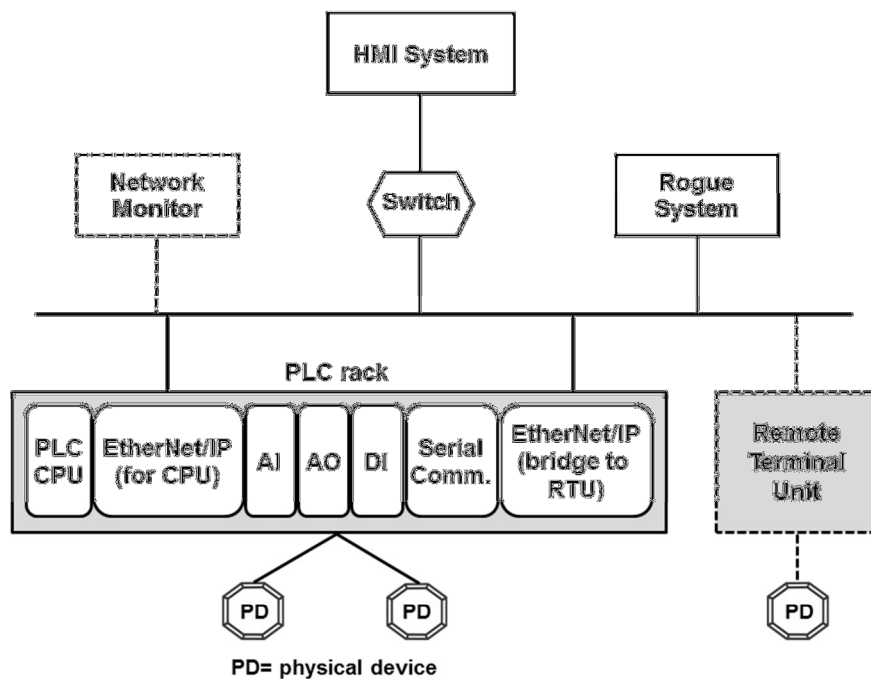 HMI System
Network
Monitor
Switch
Rogue
System
PLC rack
PLC
CPU
EtherNet/IP
(for CPU)
AI
AO
DI
Serial
Comm.
EtherNet/IP
(bridge to
RTU)
Remote
Terminal
Unit
PD
PD
PD
PD= physical device